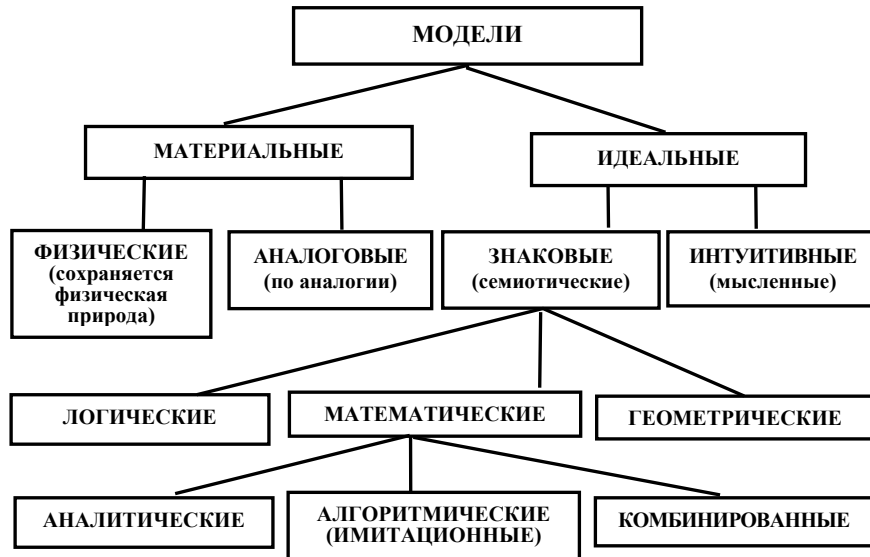 МОДЕЛИ
МАТЕРИАЛЬНЫЕ
ИДЕАЛЬНЫЕ
ФИЗИЧЕСКИЕ
(сохраняется
физическая
природа)
АНАЛОГОВЫЕ
(по аналогии)
ЗНАКОВЫЕ
(семиотические)
ИНТУИТИВНЫЕ
(мысленные)
ЛОГИЧЕСКИЕ
МАТЕМАТИЧЕСКИЕ
ГЕОМЕТРИЧЕСКИЕ
АНАЛИТИЧЕСКИЕ
АЛГОРИТМИЧЕСКИЕ
(ИМИТАЦИОННЫЕ)
КОМБИНИРОВАННЫЕ